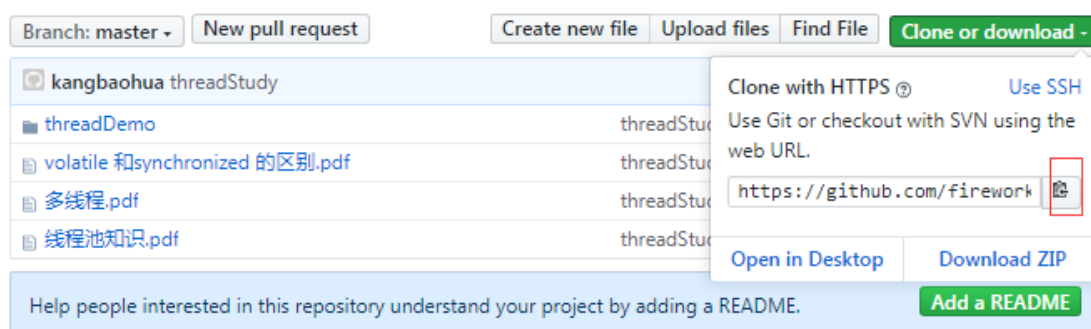 Branch: master New pull request Create new file Upload files Find File Clone or download
kangbaohua threadStudy
threadDemo threadStud
volatile 和synchronized 的区别.pdf threadStud
多线程.pdf threadStud
线程池知识.pdf threadStud
Clone with HTTPS Use SSH
Use Git or checkout with SVN using the
web URL.
https://github.com/firework
Open in Desktop Download ZIP
Help people interested in this repository understand your project by adding a README. Add a README